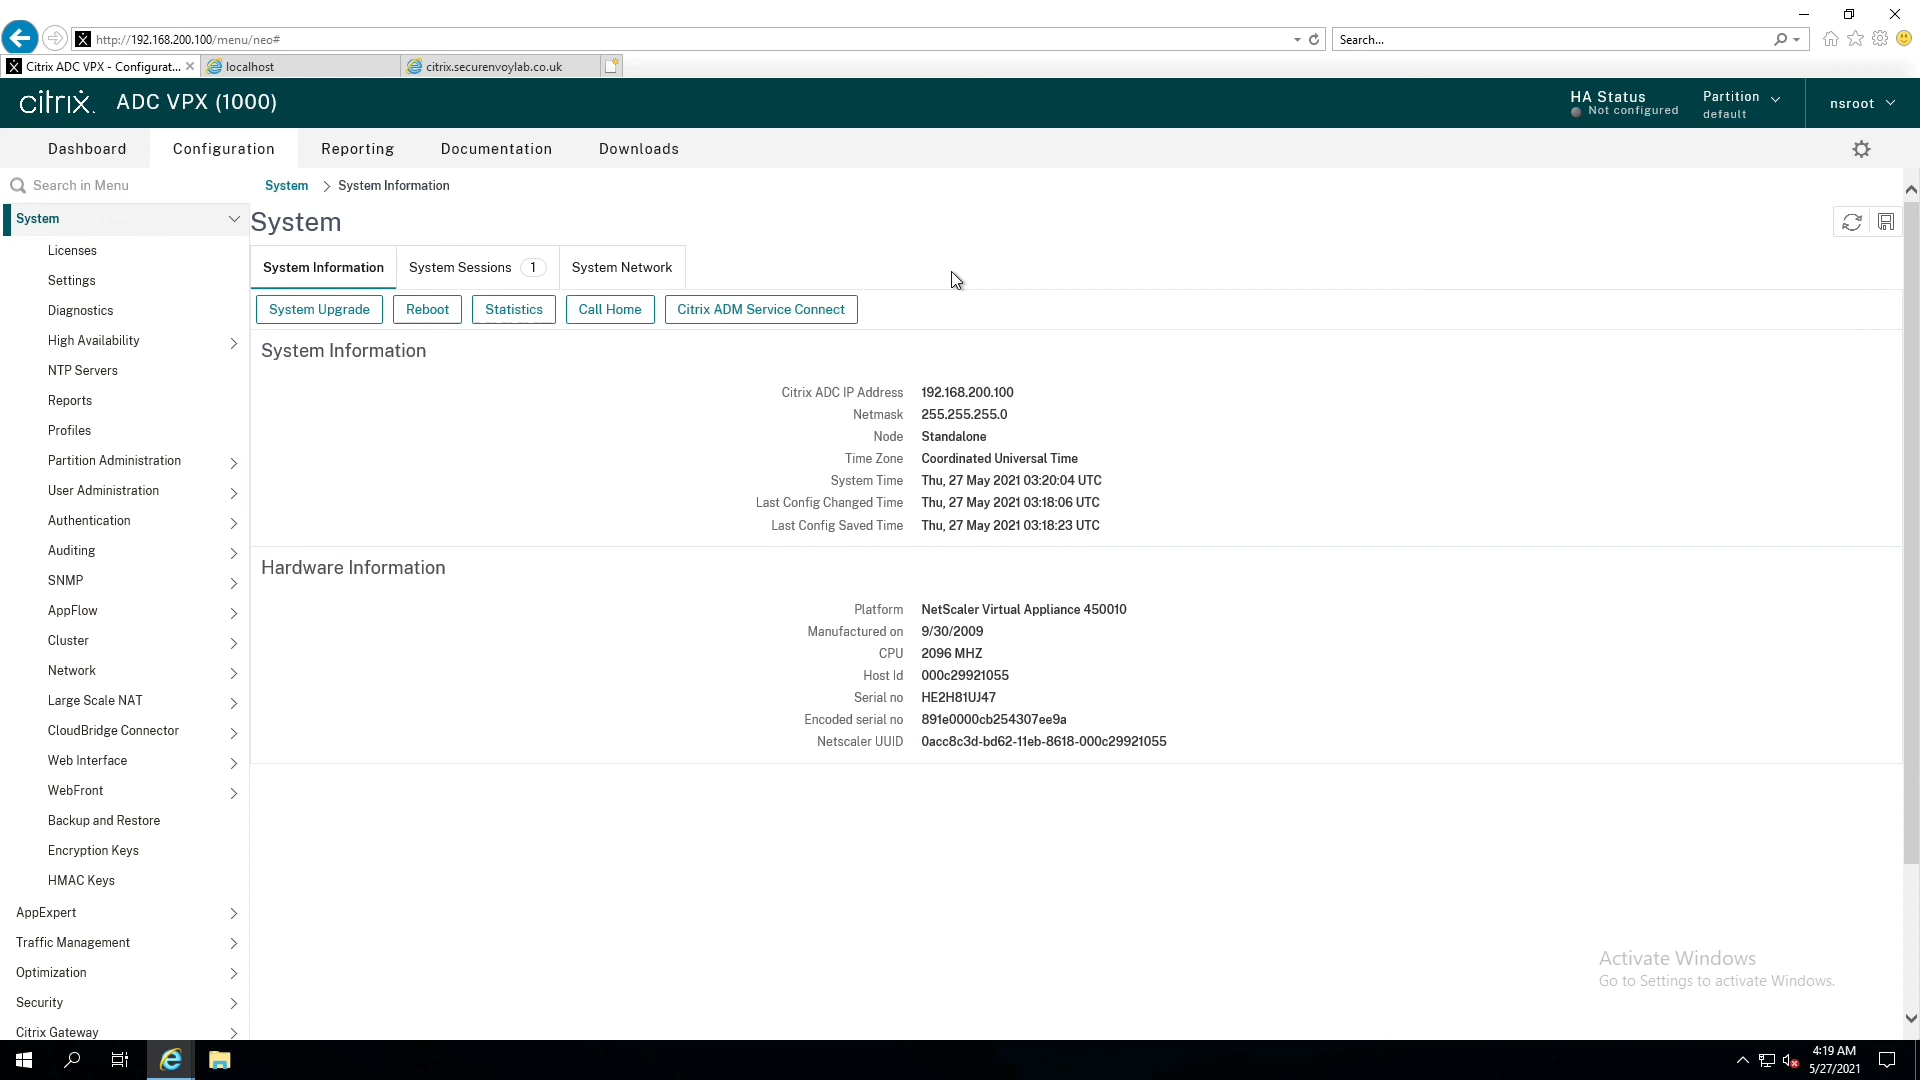 http://192.168.200.100/menu/neo#
Search...
Citrix ADC VPX - Configurat...
localhost
citrix.securenvoylab.co.uk
citrix.
ADC VPX (1000)
HA Status
Not configured
Partition
default
nsroot
Dashboard
Configuration
Reporting
Documentation
Downloads
Search in Menu
System
Licenses
Settings
Diagnostics
High Availability
NTP Servers
Reports
Profiles
Partition Administration
User Administration
Authentication
Auditing
SNMP
AppFlow
Cluster
Network
Large Scale NAT
CloudBridge Connector
Web Interface
WebFront
Backup and Restore
Encryption Keys
HMAC Keys
AppExpert
Traffic Management
Optimization
Security
Citrix Gateway
System > System Information
System
System Information
System Sessions 1
System Network
System Upgrade
Reboot
Statistics
Call Home
Citrix ADM Service Connect
System Information
Citrix ADC IP Address 192.168.200.100
Netmask 255.255.255.0
Node Standalone
Time Zone Coordinated Universal Time
System Time Thu, 27 May 2021 03:20:04 UTC
Last Config Changed Time Thu, 27 May 2021 03:18:06 UTC
Last Config Saved Time Thu, 27 May 2021 03:18:23 UTC
Hardware Information
Platform NetScaler Virtual Appliance 450010
Manufactured on 9/30/2009
CPU 2096 MHZ
Host Id 000c29921055
Serial no HE2H81UJ47
Encoded serial no 891e0000cb254307ee9a
Netscaler UUID 0acc8c3d-bd62-11eb-8618-000c29921055
Activate Windows
Go to Settings to activate Windows.
4:19 AM
5/27/2021